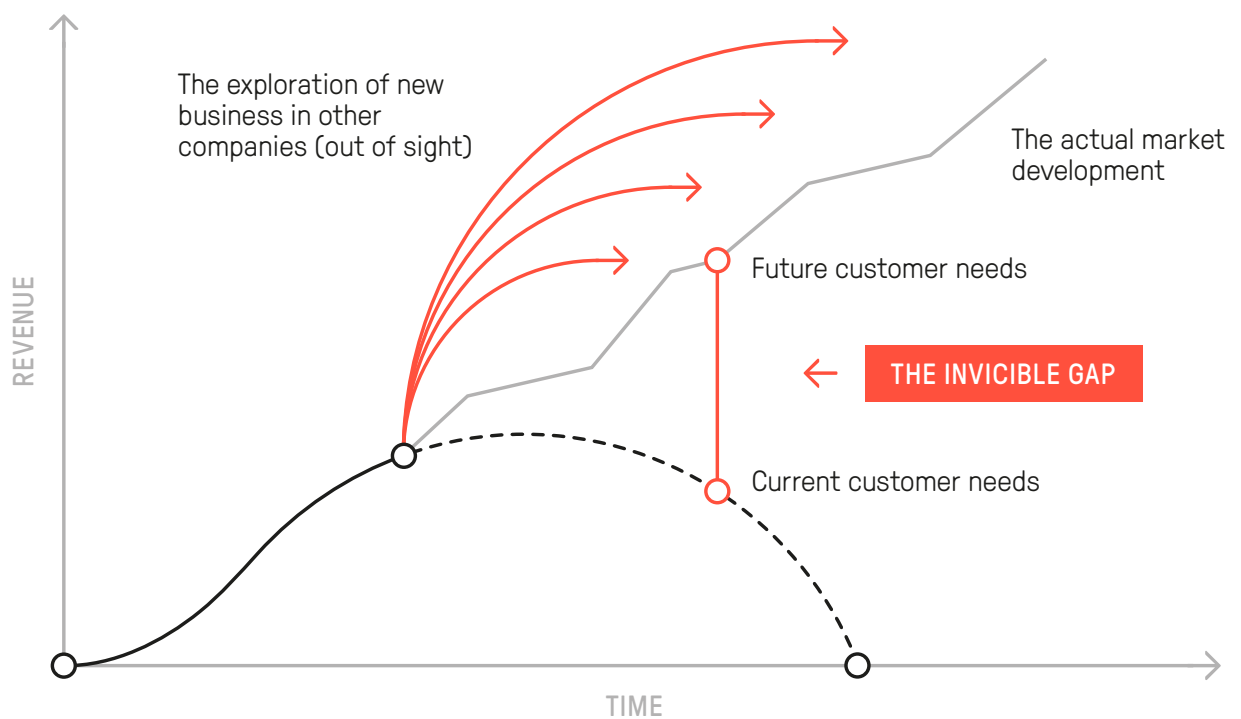 The exploration of new
business in other
companies (out of sight)
The actual market
development
REVENUE
Future customer needs
THE INVICIBLE GAP
Current customer needs
TIME